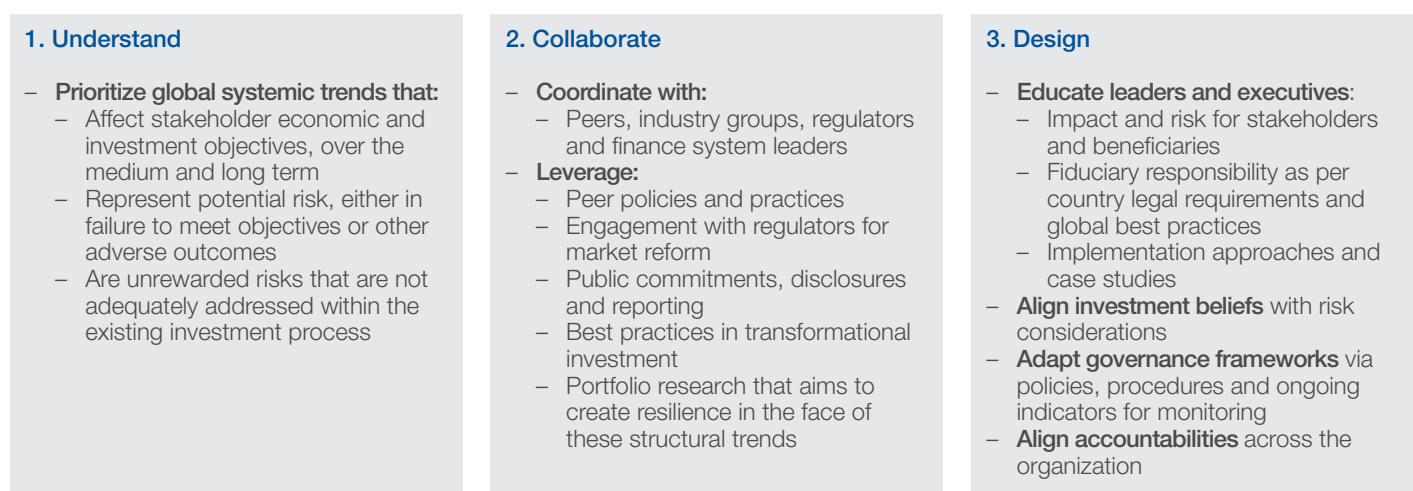 1. Understand
– Prioritize global systemic trends that:
– Affect stakeholder economic and
investment objectives, over the
medium and long term
– Represent potential risk, either in
failure to meet objectives or other
adverse outcomes
– Are unrewarded risks that are not
adequately addressed within the
existing investment process
2. Collaborate
– Coordinate with:
– Peers, industry groups, regulators
and finance system leaders
– Leverage:
– Peer policies and practices
– Engagement with regulators for
market reform
– Public commitments, disclosures
and reporting
– Best practices in transformational
investment
– Portfolio research that aims to
create resilience in the face of
these structural trends
3. Design
– Educate leaders and executives:
– Impact and risk for stakeholders
and beneficiaries
– Fiduciary responsibility as per
country legal requirements and
global best practices
– Implementation approaches and
case studies
– Align investment beliefs with risk
considerations
– Adapt governance frameworks via
policies, procedures and ongoing
indicators for monitoring
– Align accountabilities across the
organization